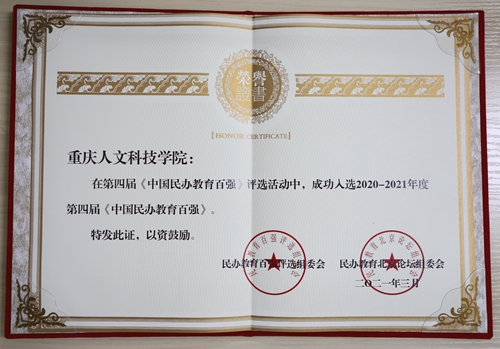 荣誉
证书
[HONOR CERTIFICATE]
重庆人文科技学院：
在第四届《中国民办教育百强》评选活动中，成功入选2020-2021年度
第四届《中国民办教育百强》。
特发此证，以资鼓励。
民办教育百强评选组委会
民办教育北京论坛组委会
二〇二一年三月